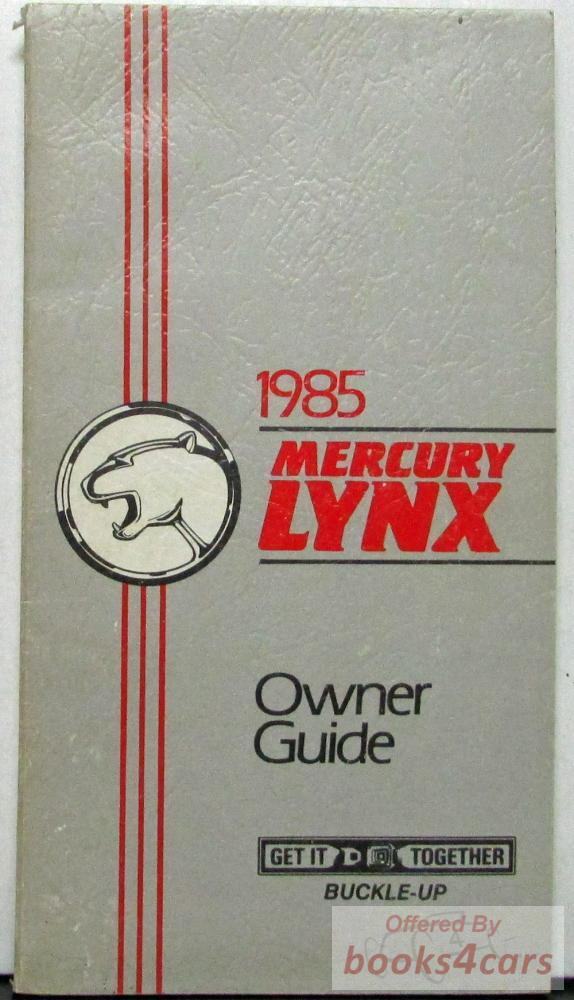 1985
MERCURY
LYNX
Owner
Guide
GET IT TOGETHER
BUCKLE-UP
Offered By
books4cars